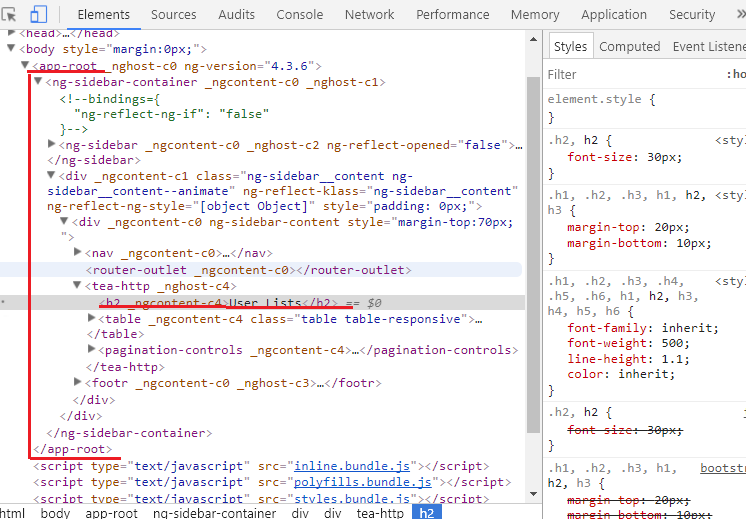 Elements Sources Audits Console Network Performance Memory Application Security
<head>…</head>
<body style="margin:0px;">
<app-root _nghost-c0 ng-version="4.3.6">
<ng-sidebar-container _ngcontent-c0 _nghost-c1>
<!--bindings={
"ng-reflect-ng-if": "false"
}-->
<ng-sidebar _ngcontent-c0 _nghost-c2 ng-reflect-opened="false">…
</ng-sidebar>
<div _ngcontent-c1 class="ng-sidebar__content ng-
sidebar__content--animate" ng-reflect-klass="ng-sidebar__content"
ng-reflect-ng-style="[object Object]" style="padding: 0px;">
<div _ngcontent-c0 ng-sidebar-content style="margin-top:70px;
">
<nav _ngcontent-c0>…</nav>
<router-outlet _ngcontent-c0></router-outlet>
<tea-http _nghost-c4>
<h2 _ngcontent-c4>User Lists</h2> == $0
<table _ngcontent-c4 class="table table-responsive">…
</table>
<pagination-controls _ngcontent-c4>…</pagination-controls>
</tea-http>
<footr _ngcontent-c0 _nghost-c3>…</footr>
</div>
</div>
</ng-sidebar-container>
</app-root>
<script type="text/javascript" src="inline.bundle.js"></script>
<script type="text/javascript" src="polyfills.bundle.js"></script>
<script type="text/javascript" src="styles.bundle.js"></script>
html body app-root ng-sidebar-container div div tea-http h2
Styles Computed Event Listene
Filter :ho
element.style {
}
.h2, h2 { <sty
font-size: 30px;
}
.h1, .h2, .h3, h1, h2, <sty
h3 {
margin-top: 20px;
margin-bottom: 10px;
}
.h1, .h2, .h3, .h4, <sty
.h5, .h6, h1, h2, h3,
h4, h5, h6 {
font-family: inherit;
font-weight: 500;
line-height: 1.1;
color: inherit;
}
.h2, h2 { 1
font-size: 30px;
}
.h1, .h2, .h3, h1, bootst
h2, h3 {
margin-top: 20px;
margin-bottom: 10px;